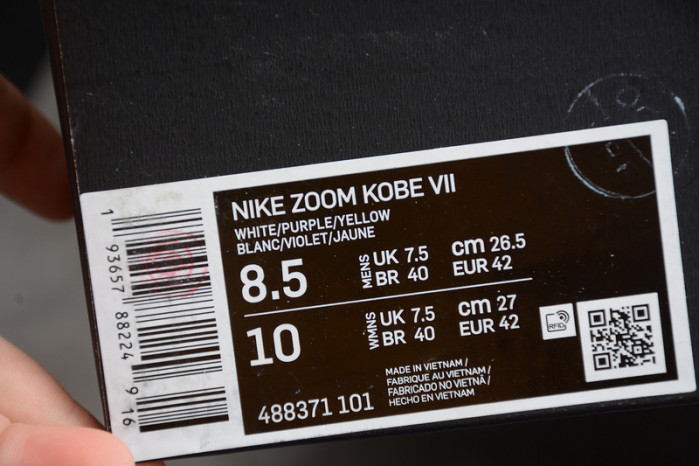 1 93657 88224 9 16
NIKE ZOOM KOBE VII
WHITE/PURPLE/YELLOW
BLANC/VIOLET/JAUNE
8.5
MENS
UK 7.5
BR 40
cm 26.5
EUR 42
10
WMNS
UK 7.5
BR 40
cm 27
EUR 42
RFID
MADE IN VIETNAM /
FABRIQUE AU VIETNAM /
FABRICADO NO VIETNÃ /
HECHO EN VIETNAM
488371 101